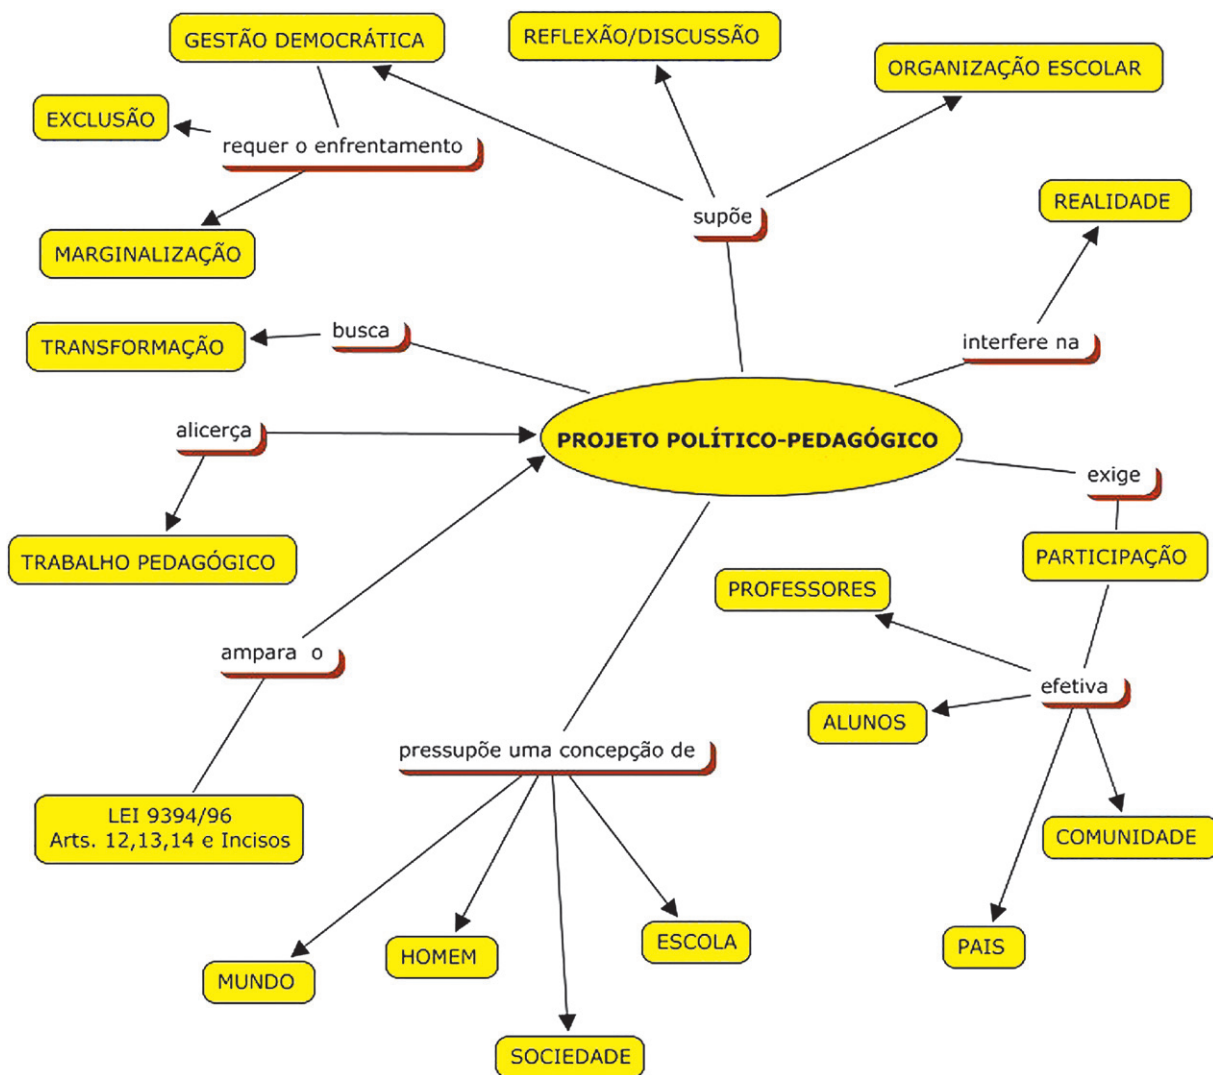 GESTÃO DEMOCRÁTICA
REFLEXÃO/DISCUSSÃO
ORGANIZAÇÃO ESCOLAR
EXCLUSÃO
requer o enfrentamento
REALIDADE
supõe
MARGINALIZAÇÃO
busca
TRANSFORMAÇÃO
interfere na
alicerça
PROJETO POLÍTICO-PEDAGÓGICO
exige
TRABALHO PEDAGÓGICO
PARTICIPAÇÃO
PROFESSORES
ampara o
efetiva
ALUNOS
pressupõe uma concepção de
LEI 9394/96
Arts. 12,13,14 e Incisos
COMUNIDADE
ESCOLA
HOMEM
PAIS
MUNDO
SOCIEDADE